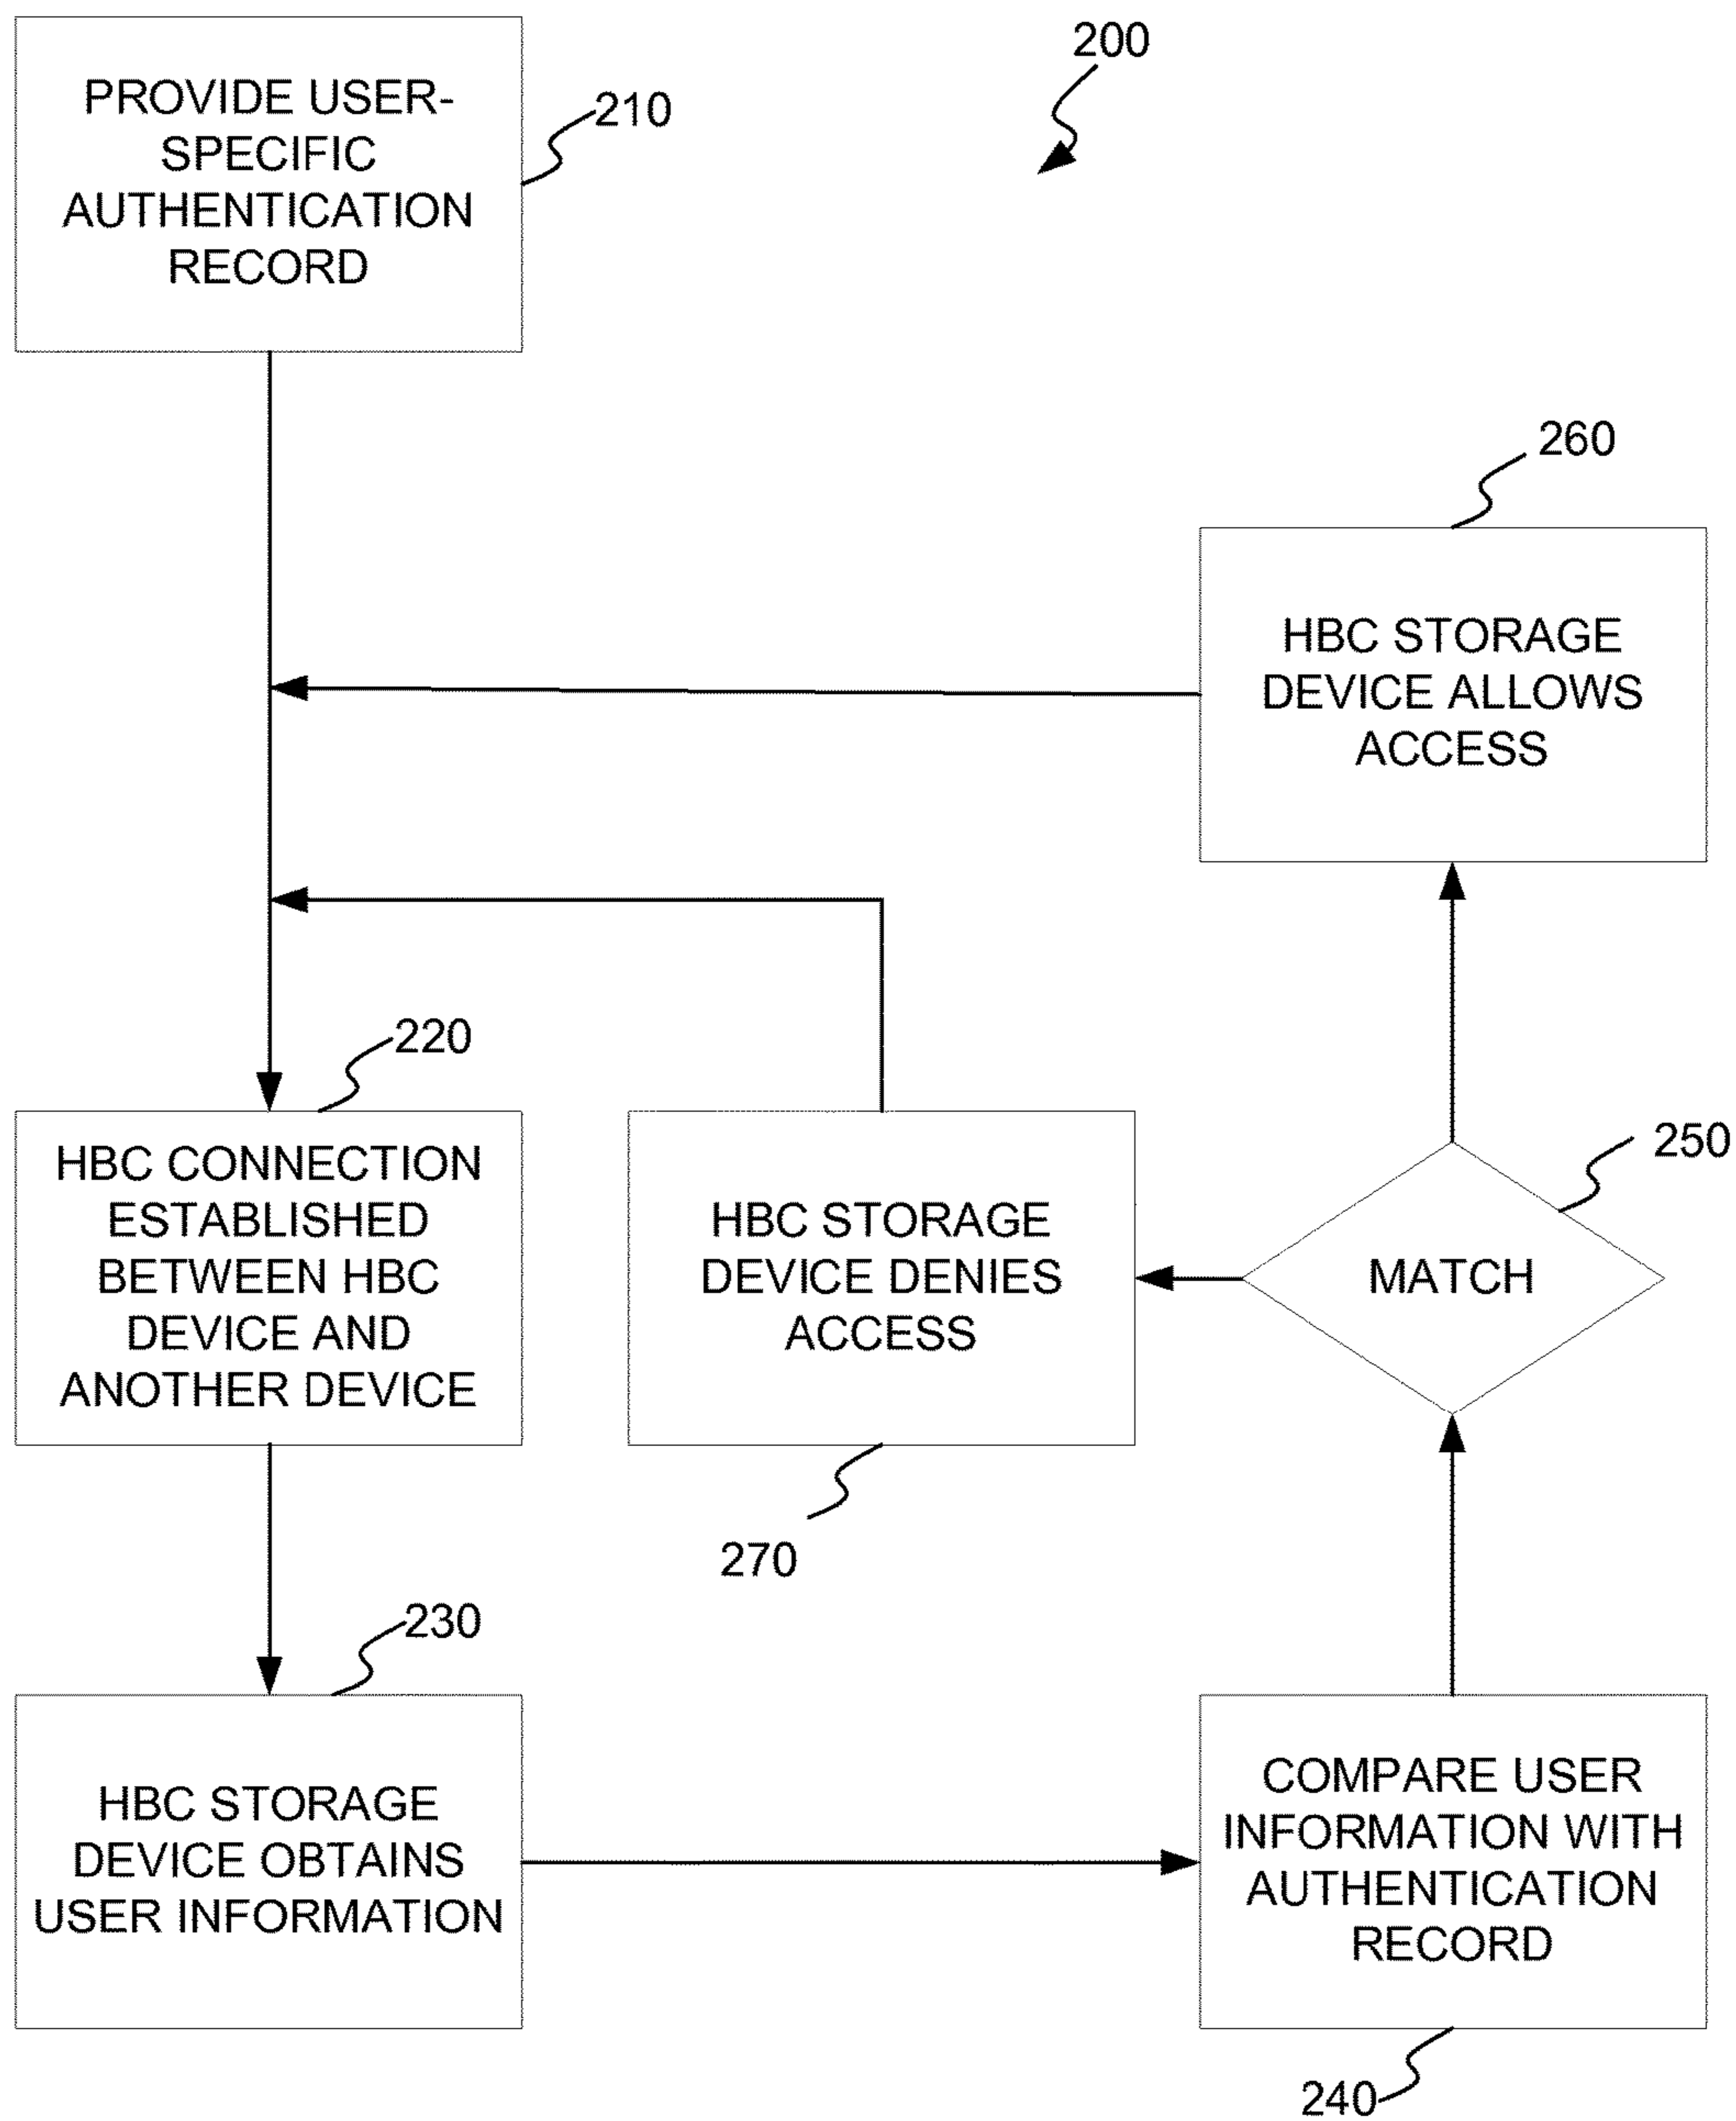 200
PROVIDE USER-
SPECIFIC
AUTHENTICATION
RECORD
210
260
HBC STORAGE
DEVICE ALLOWS
ACCESS
220
HBC CONNECTION
ESTABLISHED
BETWEEN HBC
DEVICE AND
ANOTHER DEVICE
HBC STORAGE
DEVICE DENIES
ACCESS
270
250
MATCH
230
HBC STORAGE
DEVICE OBTAINS
USER INFORMATION
COMPARE USER
INFORMATION WITH
AUTHENTICATION
RECORD
240